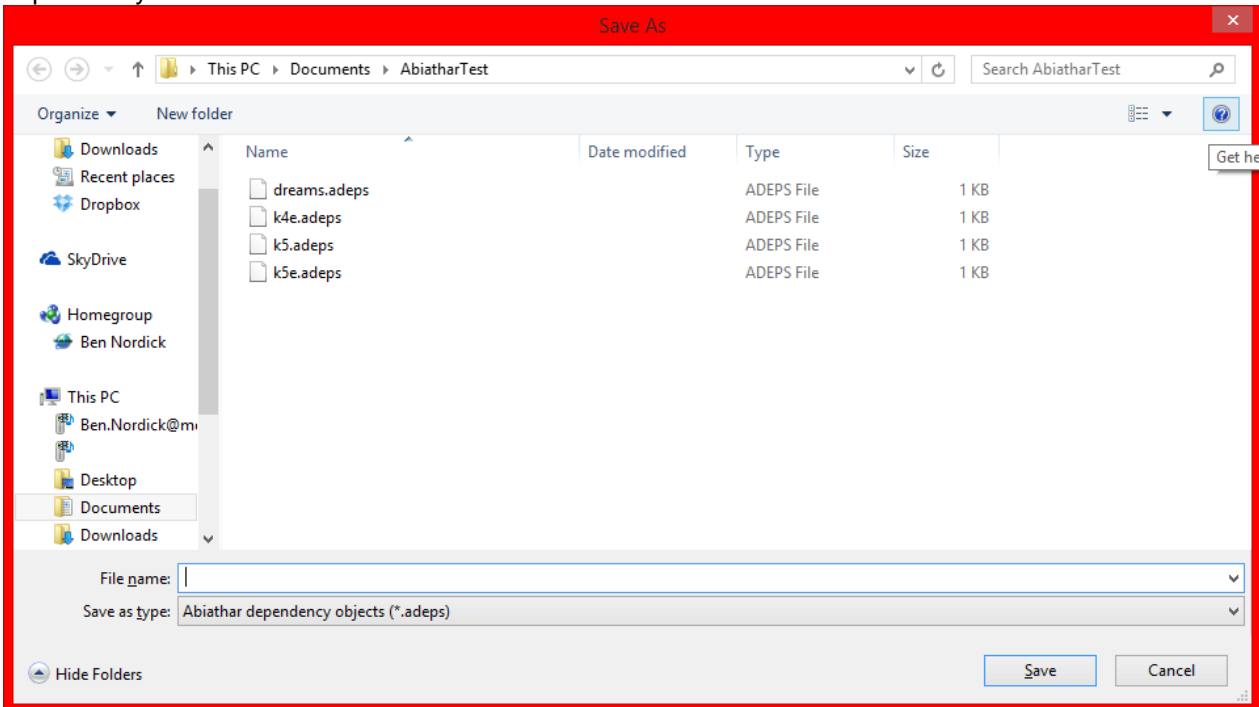 Save As
This PC Documents AbiatharTest Search AbiatharTest
Organize New folder
Get he
Downloads
Recent places
Dropbox
SkyDrive
Homegroup
Ben Nordick
This PC
Ben.Nordick@m
Desktop
Documents
Downloads
Name Date modified Type Size
dreams.adeps ADEPS File 1 KB
k4e.adeps ADEPS File 1 KB
k5.adeps ADEPS File 1 KB
k5e.adeps ADEPS File 1 KB
File name:
Save as type: Abiathar dependency objects (*.adeps)
Hide Folders Save Cancel